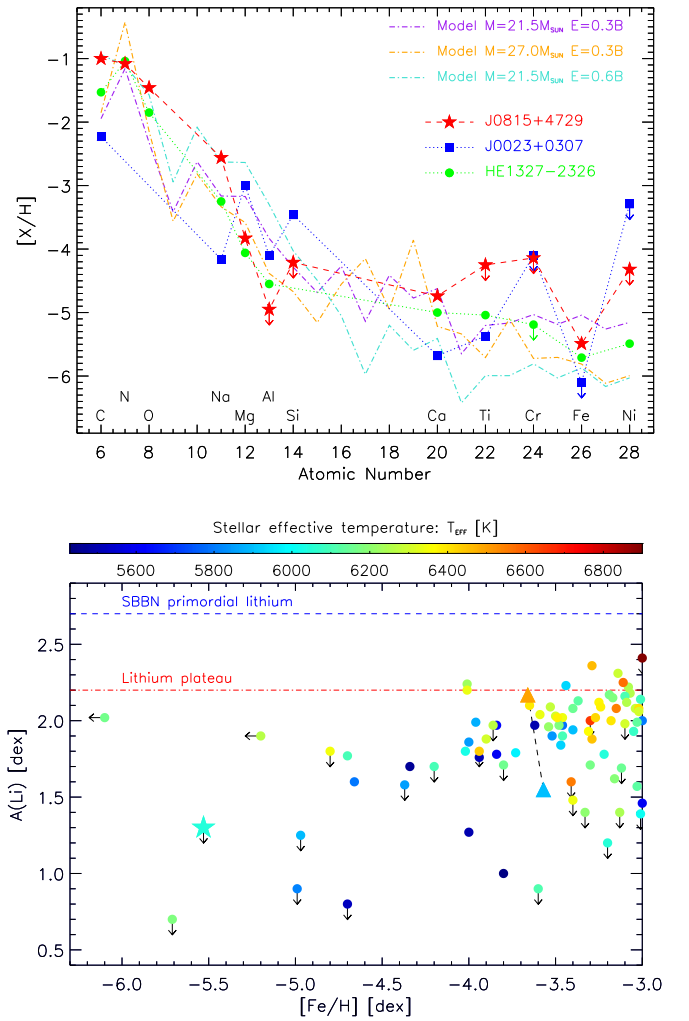 Model M=21.5MSUN E=0.3B
Model M=27.0MSUN E=0.3B
Model M=21.5MSUN E=0.6B
J0815+4729
J0023+0307
HE1327-2326
[X/H]
-1
-2
-3
-4
-5
-6
N Na Al
C O Mg Si Ca Ti Cr Fe Ni
6 8 10 12 14 16 18 20 22 24 26 28
Atomic Number
Stellar effective temperature: TEFF [K]
5600 5800 6000 6200 6400 6600 6800
SBBN primordial lithium
Lithium plateau
A(Li) [dex]
2.5
2.0
1.5
1.0
0.5
-6.0 -5.5 -5.0 -4.5 -4.0 -3.5 -3.0
[Fe/H] [dex]